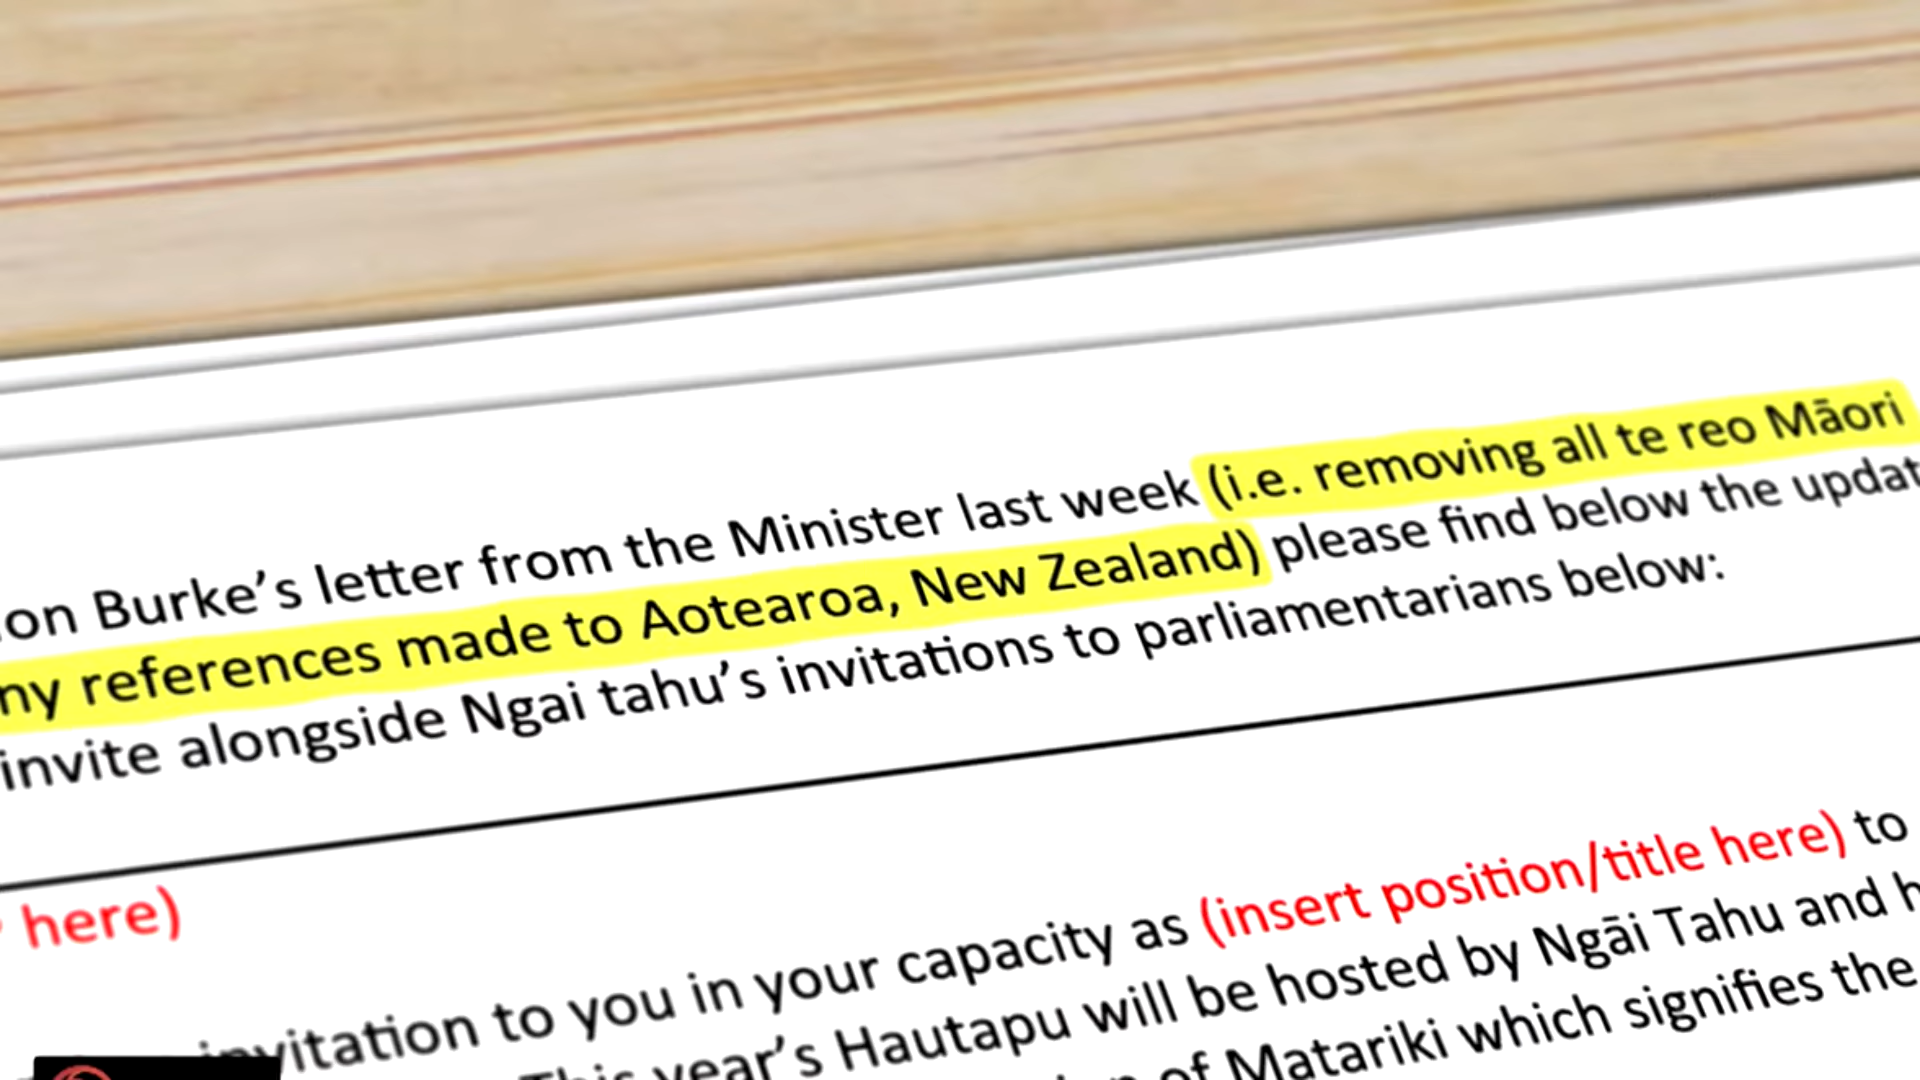 on Burke’s letter from the Minister last week (i.e. removing all te reo Māori
ny references made to Aotearoa, New Zealand) please find below the updat
invite alongside Ngai tahu’s invitations to parliamentarians below:
here)
invitation to you in your capacity as (insert position/title here) to
This year’s Hautapu will be hosted by Ngāi Tahu and h
of Matariki which signifies the